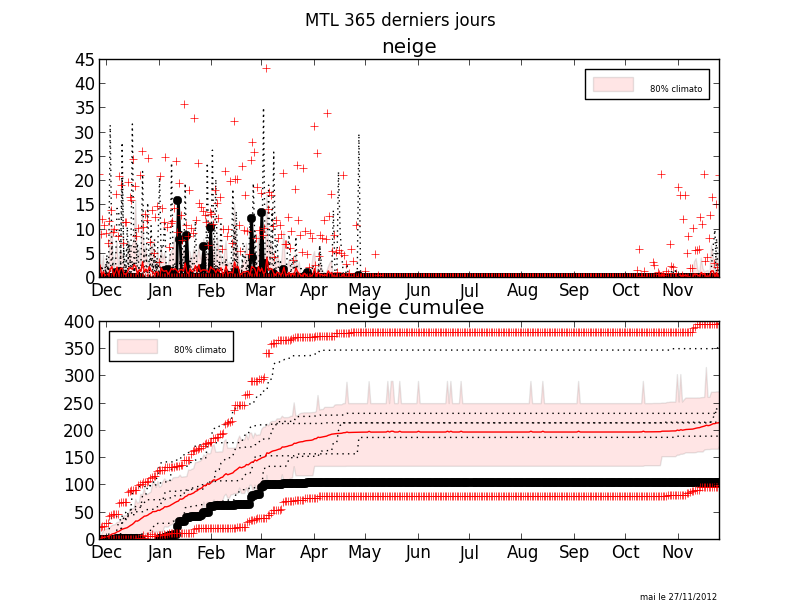 MTL 365 derniers jours
neige
45
40
35
30
25
20
15
10
5
0
80% climato
Dec Jan Feb Mar Apr May Jun Jul Aug Sep Oct Nov
neige cumulee
400
350
300
250
200
150
100
50
0
80% climato
Dec Jan Feb Mar Apr May Jun Jul Aug Sep Oct Nov
maj le 27/11/2012